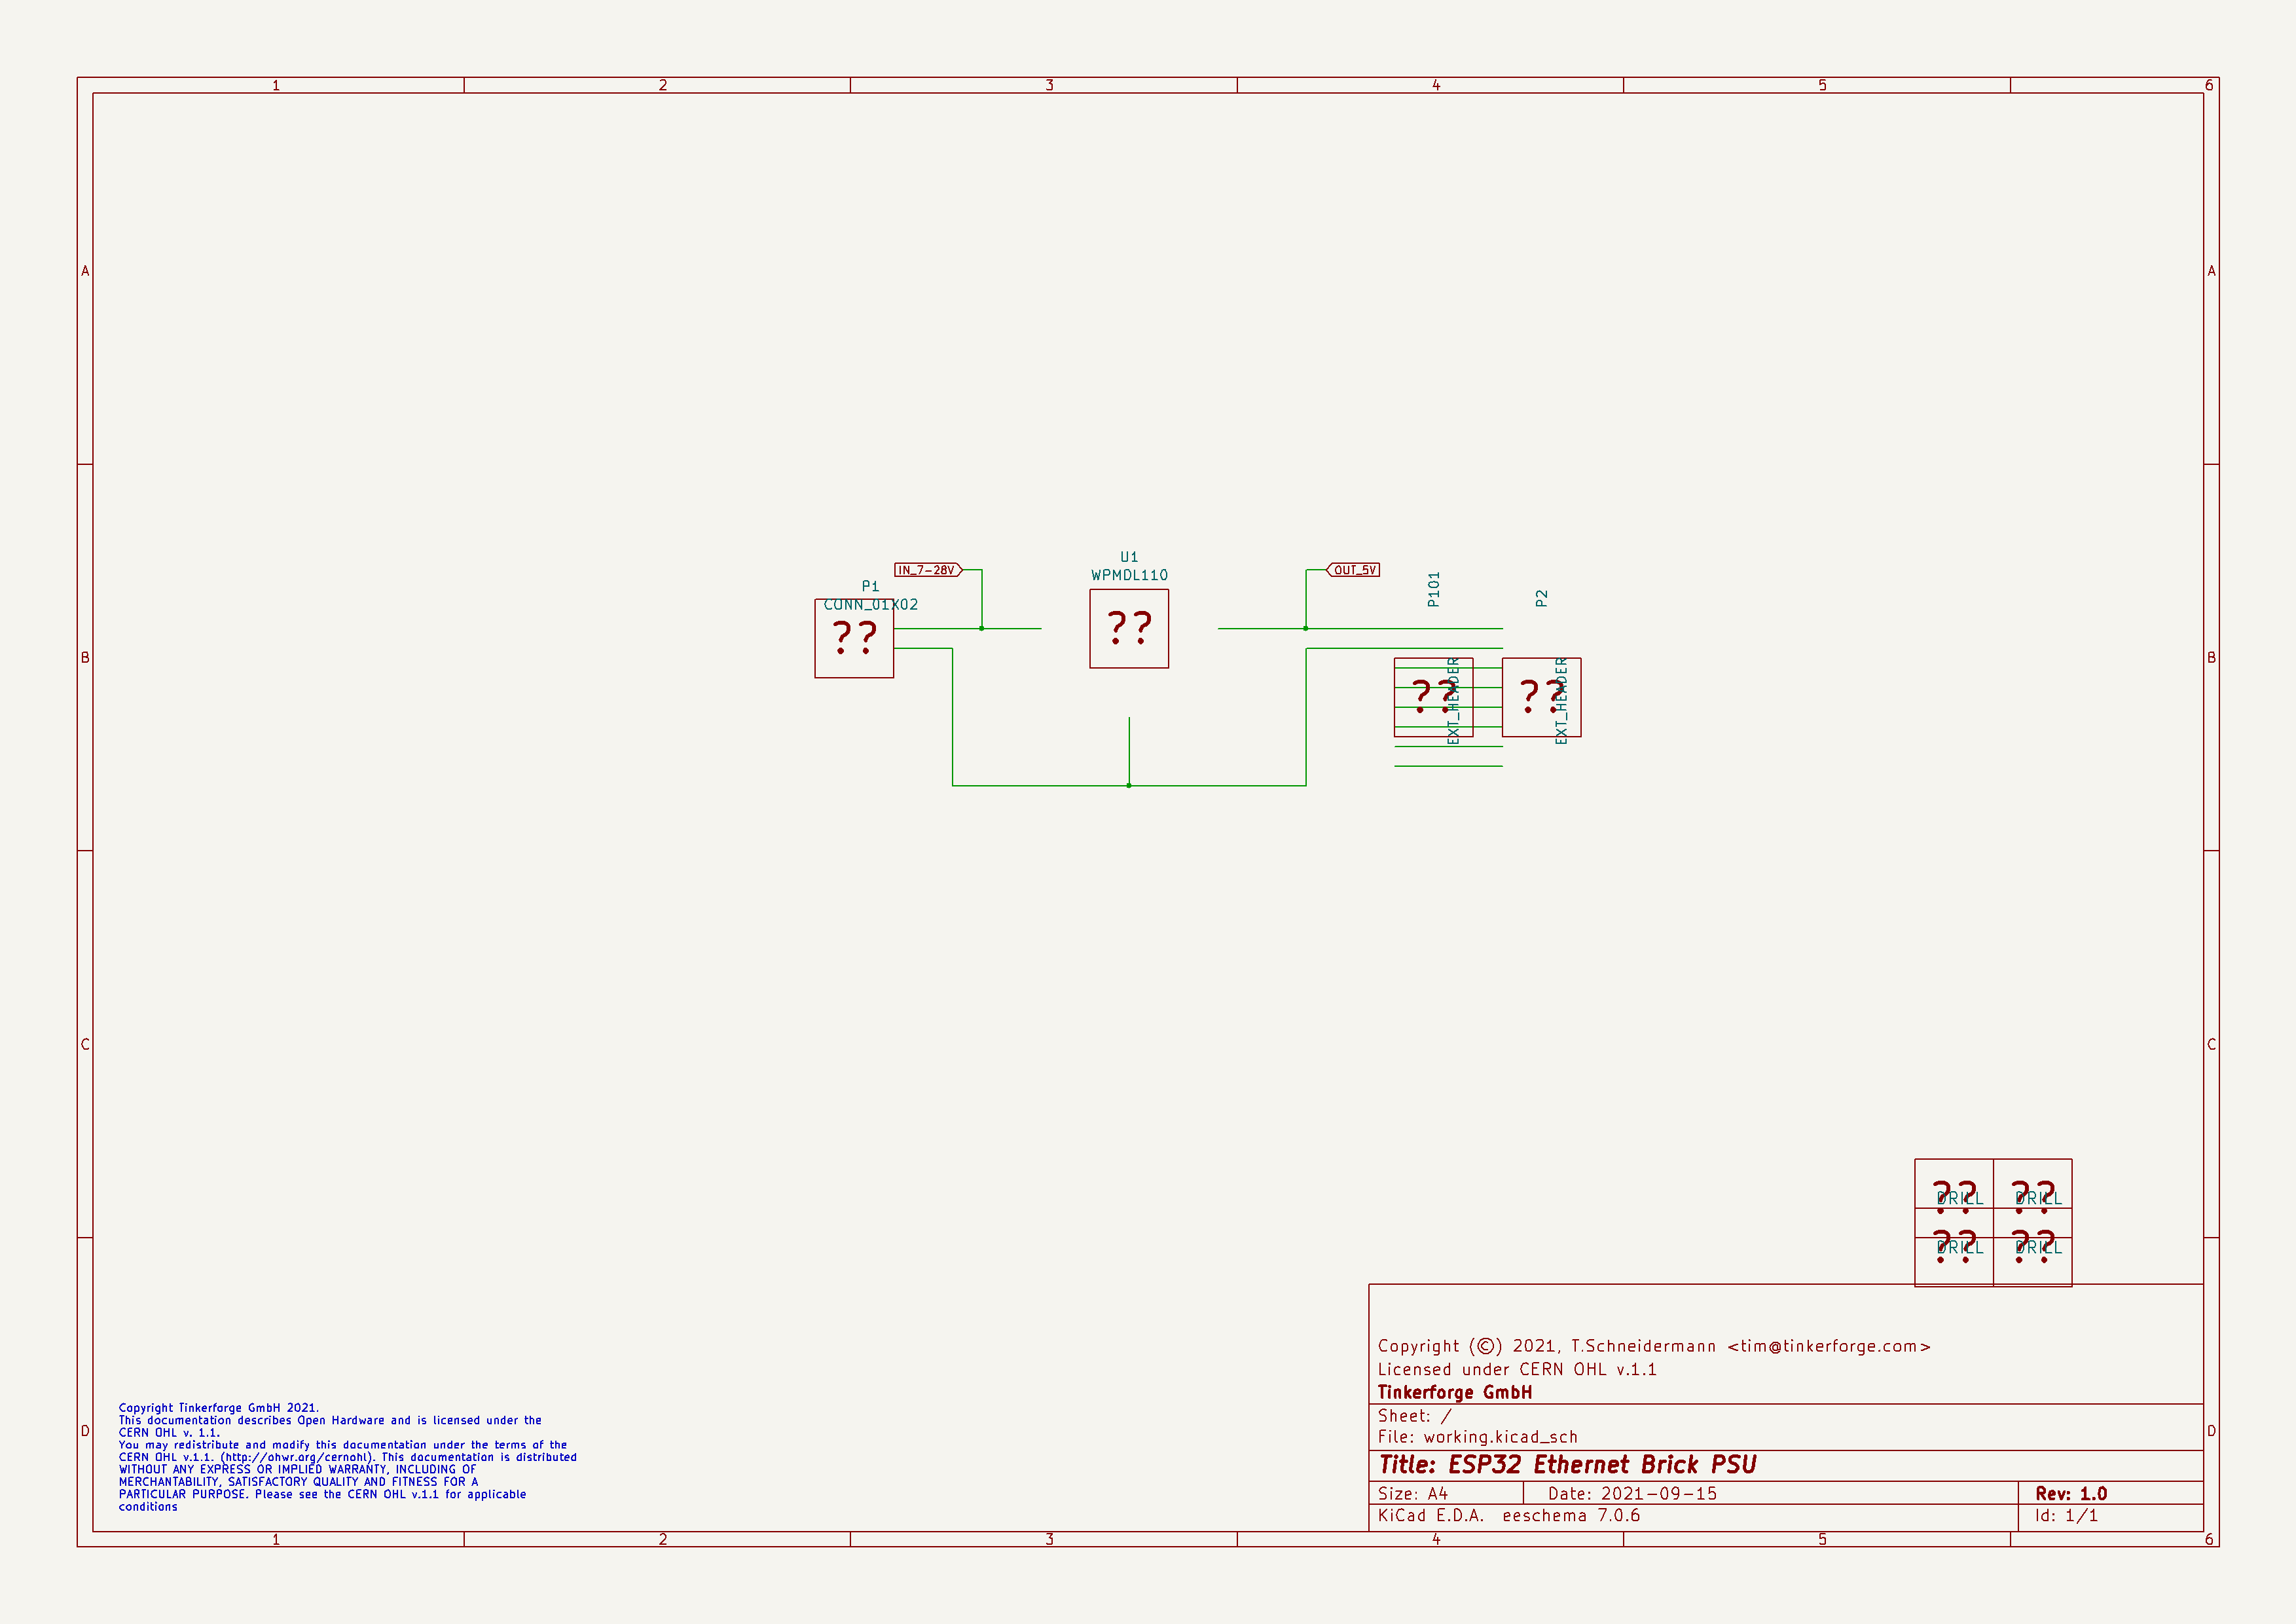 1 2 3 4 5 6
A A
U1
IN_7-28V OUT_5V
WPMDL110
P1
P101
P2
CONN_01X02
??
??
B B
?? ??
EXT_HEADER EXT_HEADER
C C
?? ??
DRILL DRILL
?? ??
DRILL DRILL
Copyright (©) 2021, T.Schneidermann <tim@tinkerforge.com>
Licensed under CERN OHL v.1.1
Tinkerforge GmbH
Sheet: /
File: working.kicad_sch
Title: ESP32 Ethernet Brick PSU
Size: A4 Date: 2021-09-15 Rev: 1.0
KiCad E.D.A. eeschema 7.0.6 Id: 1/1
Copyright Tinkerforge GmbH 2021.
This documentation describes Open Hardware and is licensed under the
CERN OHL v. 1.1.
You may redistribute and modify this documentation under the terms of the
CERN OHL v.1.1. (http://ohwr.org/cernohl). This documentation is distributed
WITHOUT ANY EXPRESS OR IMPLIED WARRANTY, INCLUDING OF
MERCHANTABILITY, SATISFACTORY QUALITY AND FITNESS FOR A
PARTICULAR PURPOSE. Please see the CERN OHL v.1.1 for applicable
conditions
D D
1 2 3 4 5 6